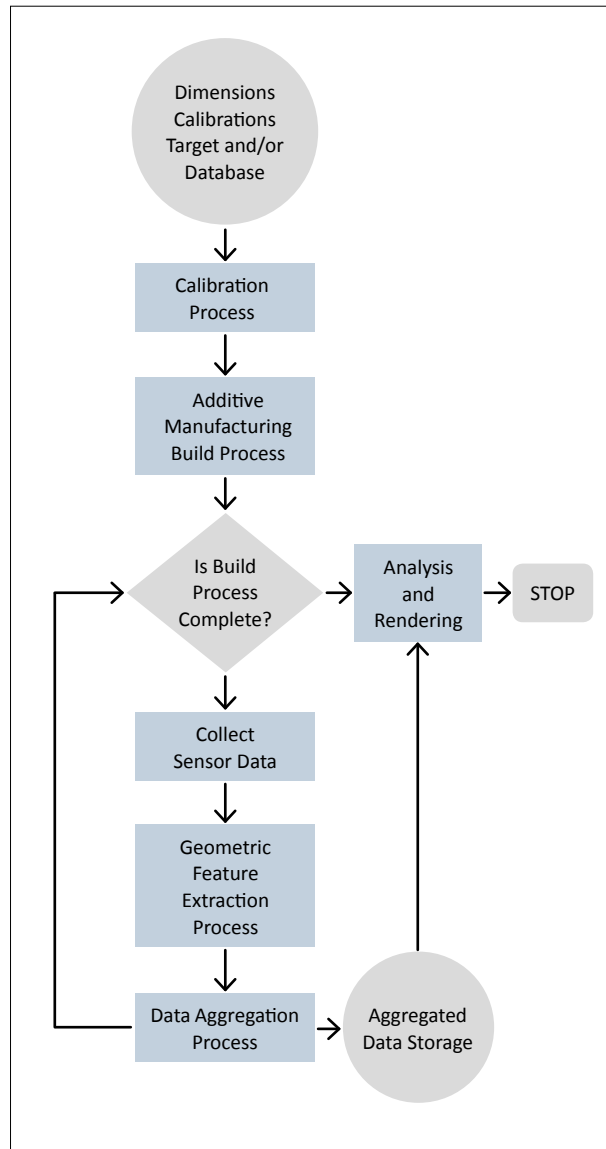 Dimensions
Calibrations
Target and/or
Database
Calibration
Process
Additive
Manufacturing
Build Process
Is Build
Process
Complete?
Analysis
and
Rendering
STOP
Collect
Sensor Data
Geometric
Feature
Extraction
Process
Data Aggregation
Process
Aggregated
Data Storage